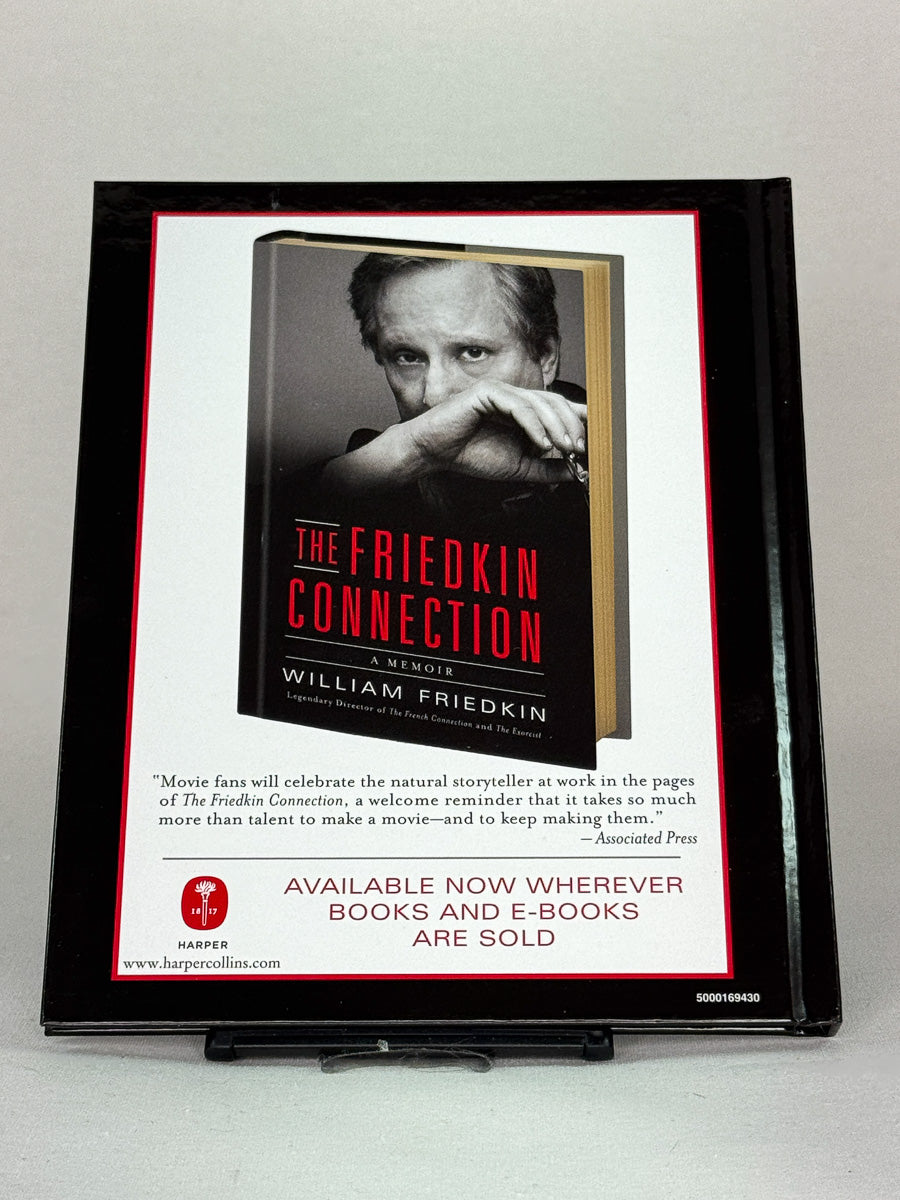 THE FRIEDKIN
CONNECTION
A MEMOIR
WILLIAM FRIEDKIN
Legendary Director of The French Connection and The Exorcist
"Movie fans will celebrate the natural storyteller at work in the pages
of The Friedkin Connection, a welcome reminder that it takes so much
more than talent to make a movie—and to keep making them."
—Associated Press
1817
HARPER
www.harpercollins.com
AVAILABLE NOW WHEREVER
BOOKS AND E-BOOKS
ARE SOLD
5000169430